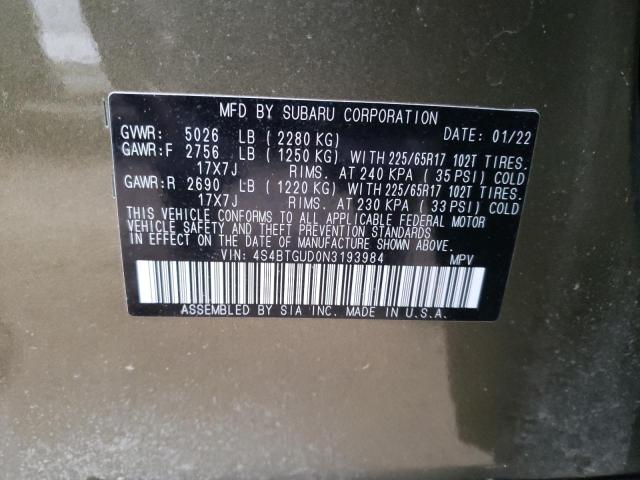 MFD BY SUBARU CORPORATION
GVWR: 5026 LB ( 2280 KG) DATE: 01/22
GAWR:F 2756 LB ( 1250 KG) WITH 225/65R17 102T TIRES.
17X7J RIMS. AT 240 KPA ( 35 PSI) COLD
GAWR:R 2690 LB ( 1220 KG) WITH 225/65R17 102T TIRES.
17X7J RIMS. AT 230 KPA ( 33 PSI) COLD
THIS VEHICLE CONFORMS TO ALL APPLICABLE FEDERAL MOTOR
VEHICLE SAFETY AND THEFT PREVENTION STANDARDS
IN EFFECT ON THE DATE OF MANUFACTURE SHOWN ABOVE.
VIN: 4S4BTGUD0N3193984 MPV
ASSEMBLED BY SIA INC. MADE IN U.S.A.